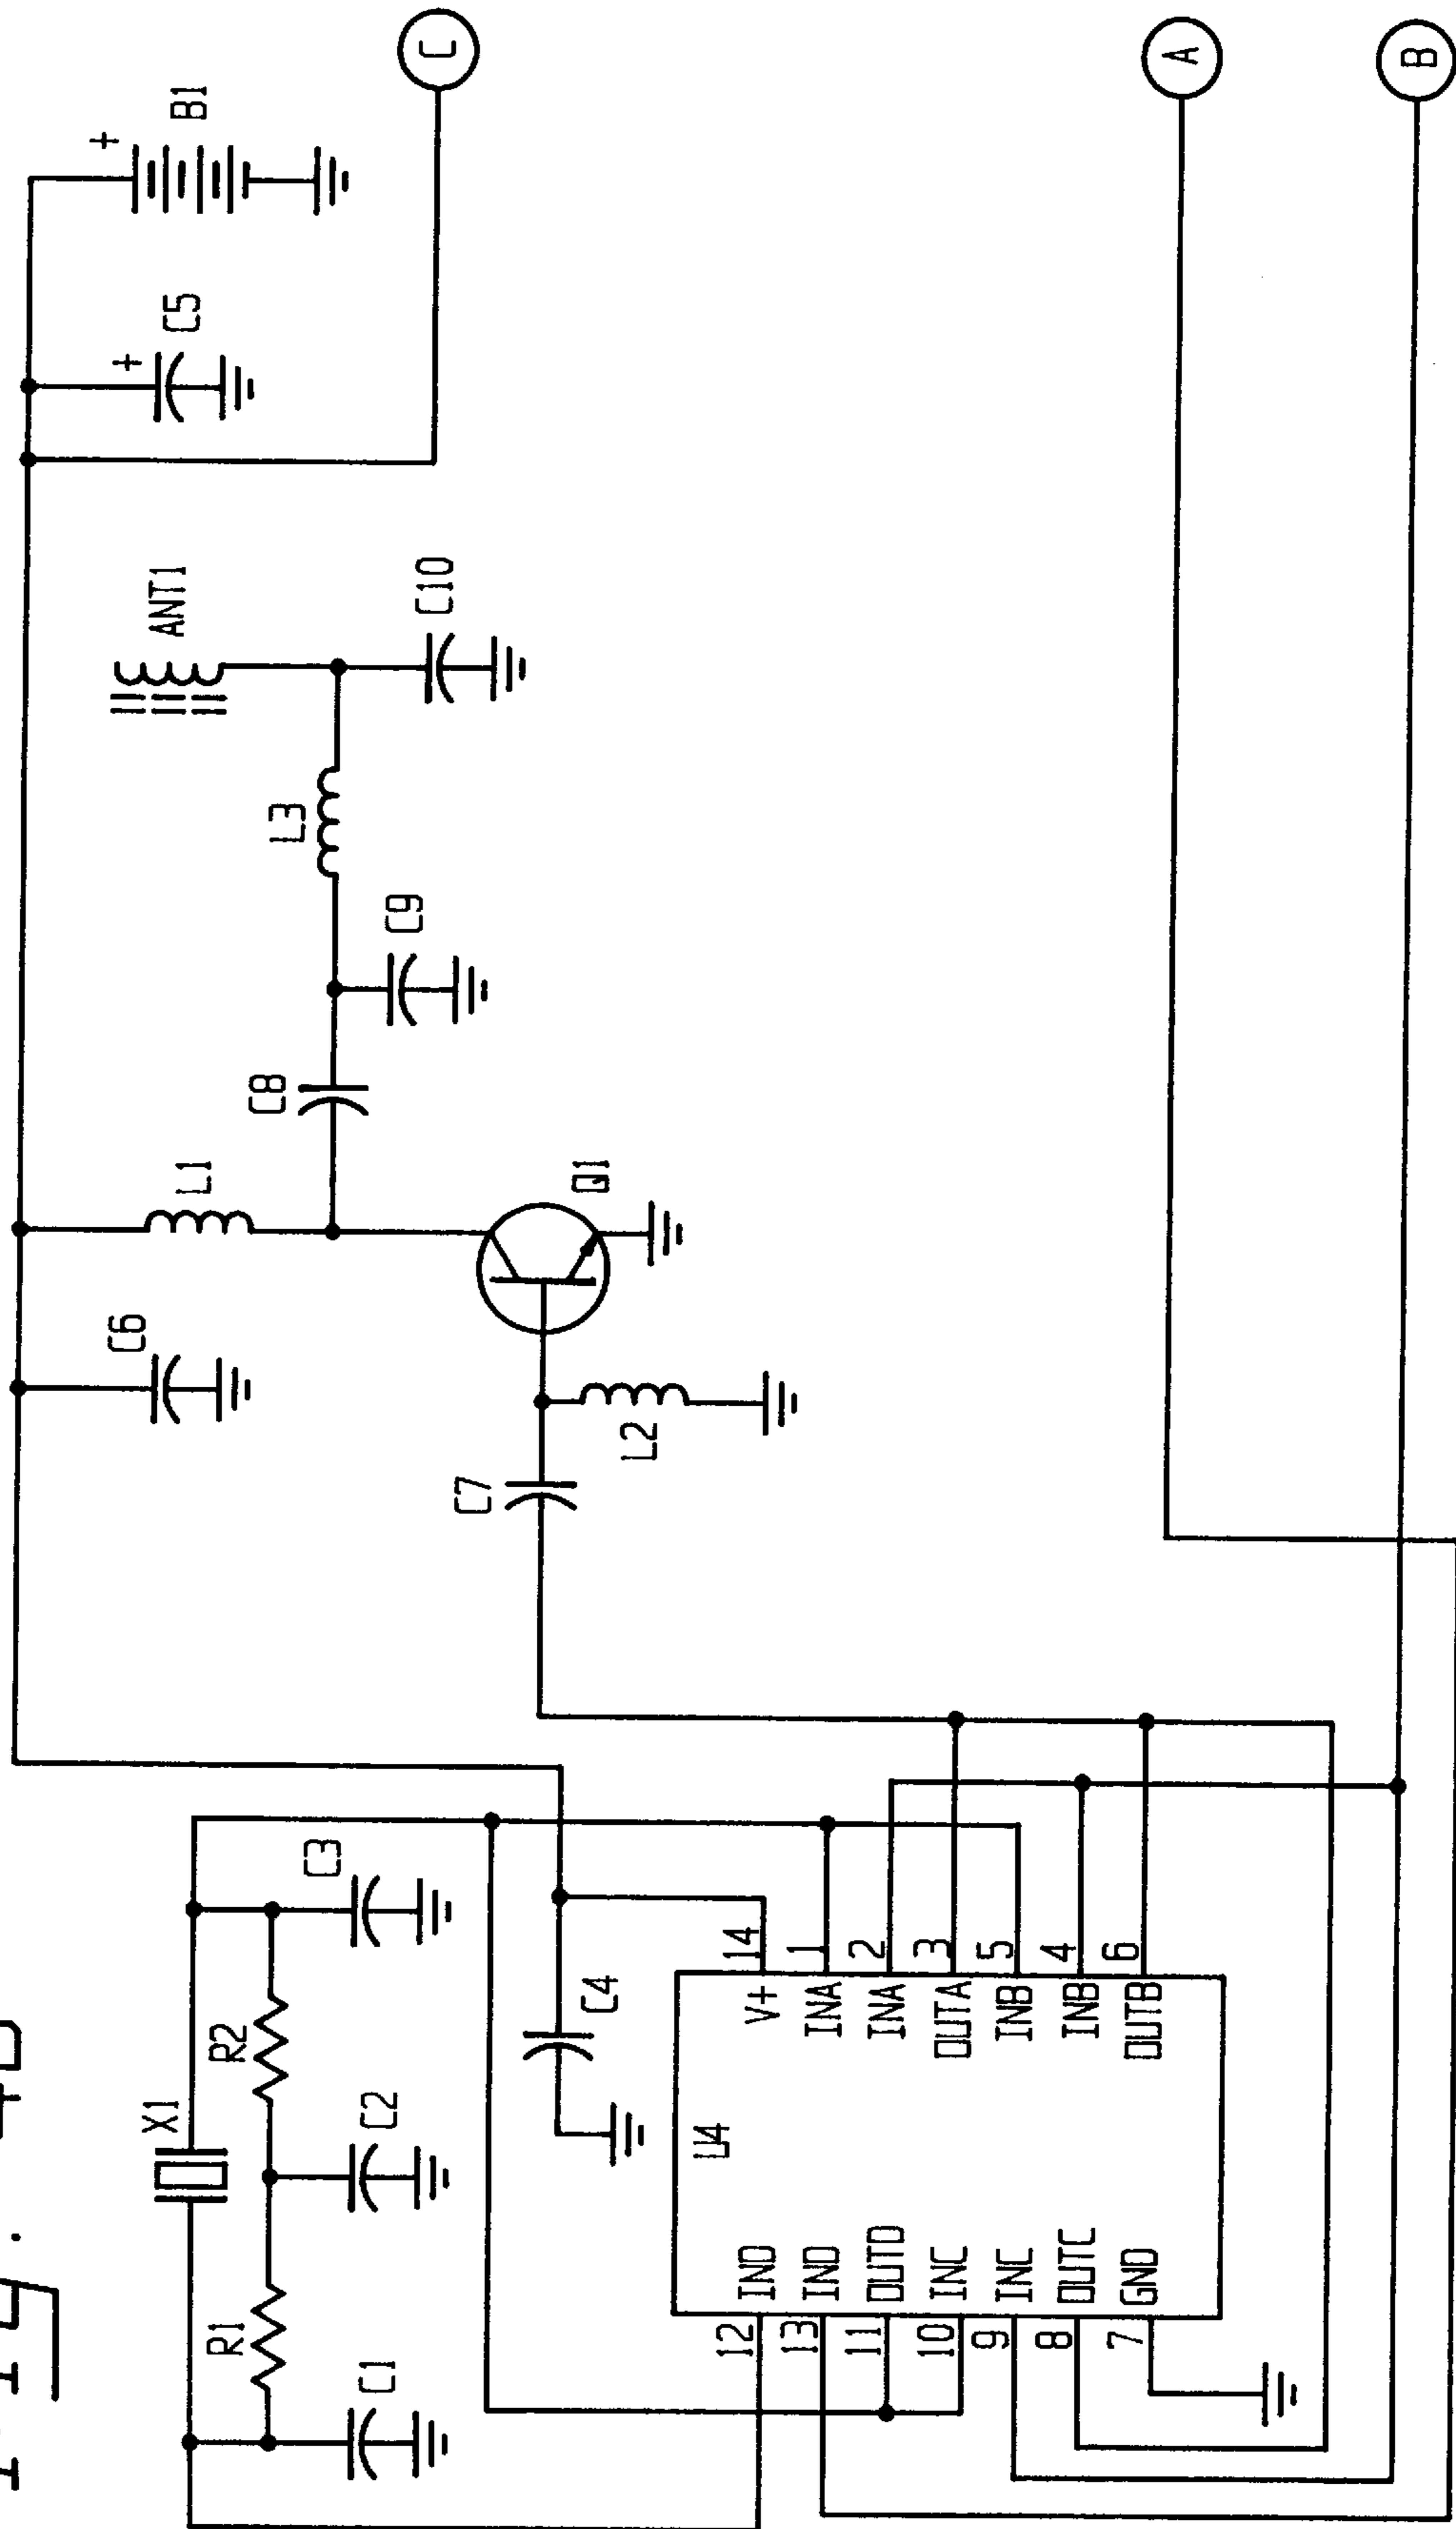 B1
+
C6
X1
ANT1
+
C5
L1
R1
R2
C8
L3
C3
C1
C2
C9
C10
C
C7
Q1
C4
L2
U4
12 IND
V+ 14
13 IND
INA 1
11 OUTD
INA 2
10 INC
OUTA 3
9 INC
INB 5
8 OUTC
INB 4
7 GND
OUTB 6
A
B